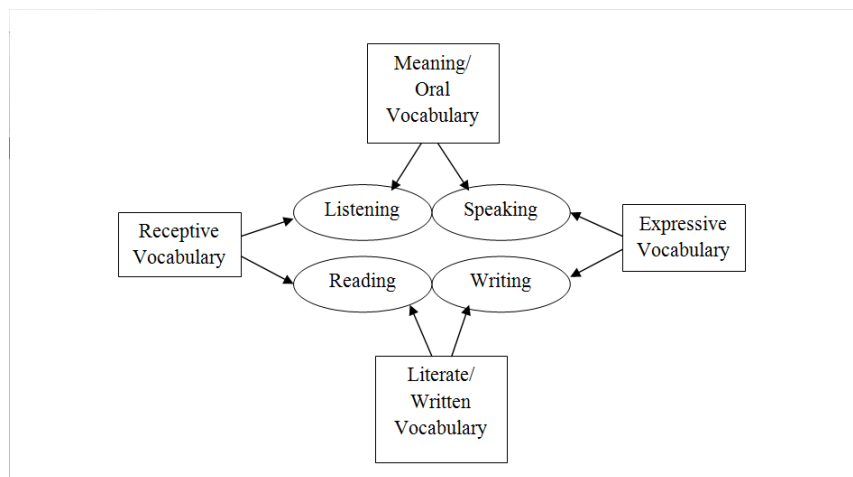 Meaning/
Oral
Vocabulary
Listening
Speaking
Receptive
Vocabulary
Expressive
Vocabulary
Reading
Writing
Literate/
Written
Vocabulary